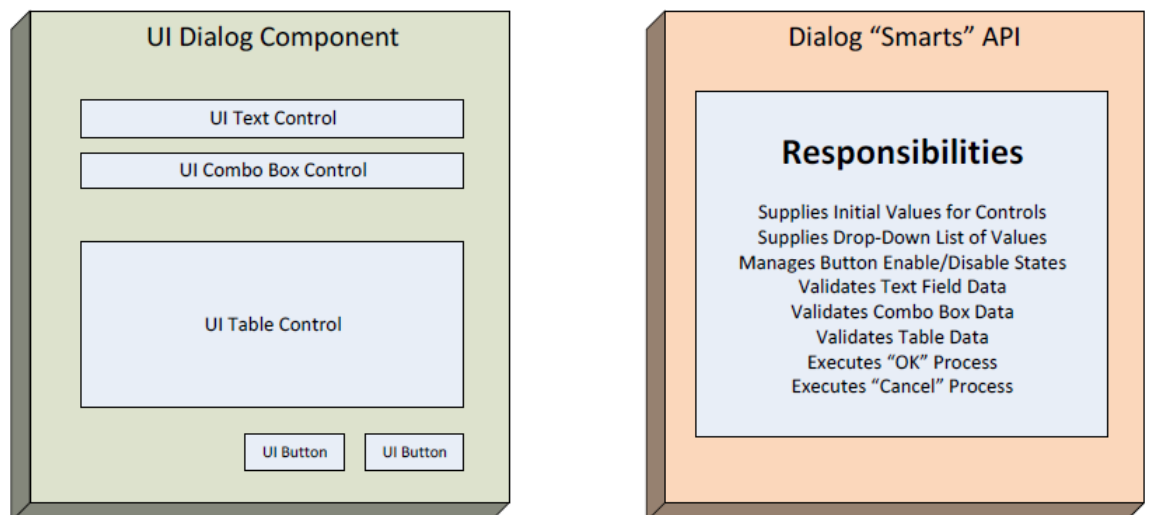 UI Dialog Component
UI Text Control
UI Combo Box Control
UI Table Control
UI Button
UI Button
Dialog “Smarts” API
Responsibilities
Supplies Initial Values for Controls
Supplies Drop-Down List of Values
Manages Button Enable/Disable States
Validates Text Field Data
Validates Combo Box Data
Validates Table Data
Executes “OK” Process
Executes “Cancel” Process